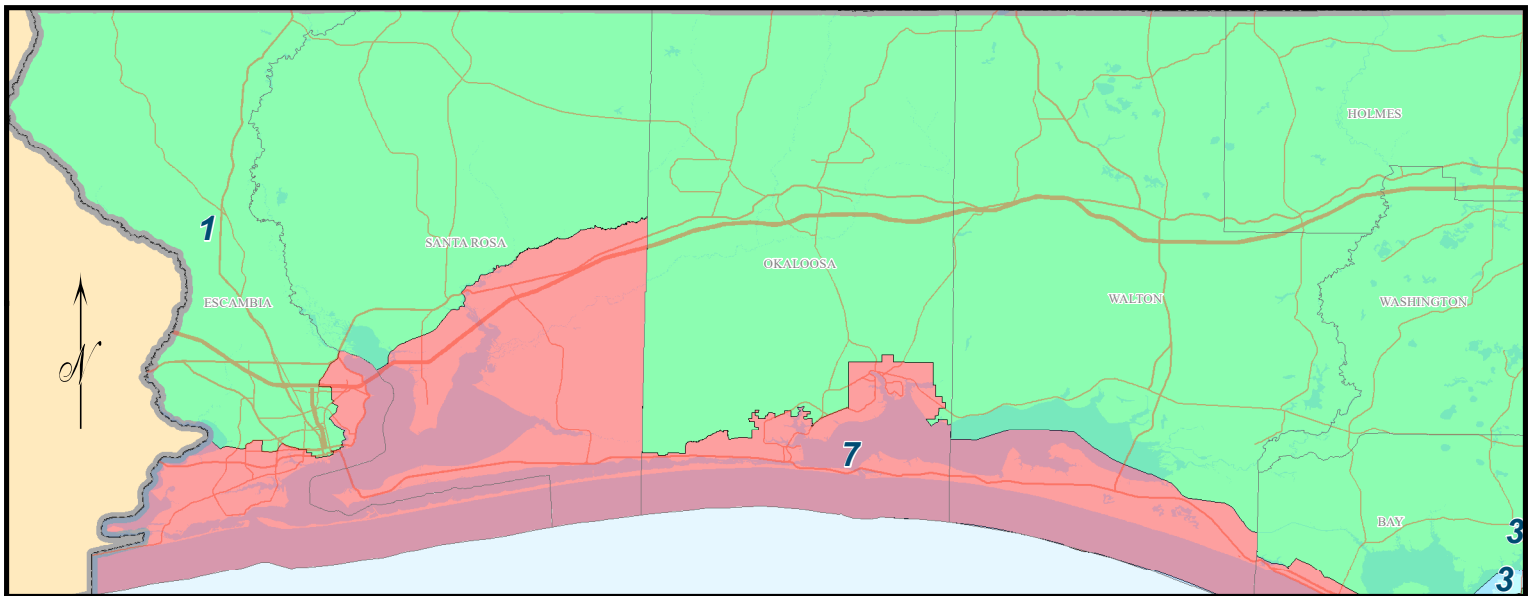 HOLMES
1
SANTA ROSA
OKALOOSA
ESCAMBIA
WALTON
WASHINGTON
N
7
BAY
3
3